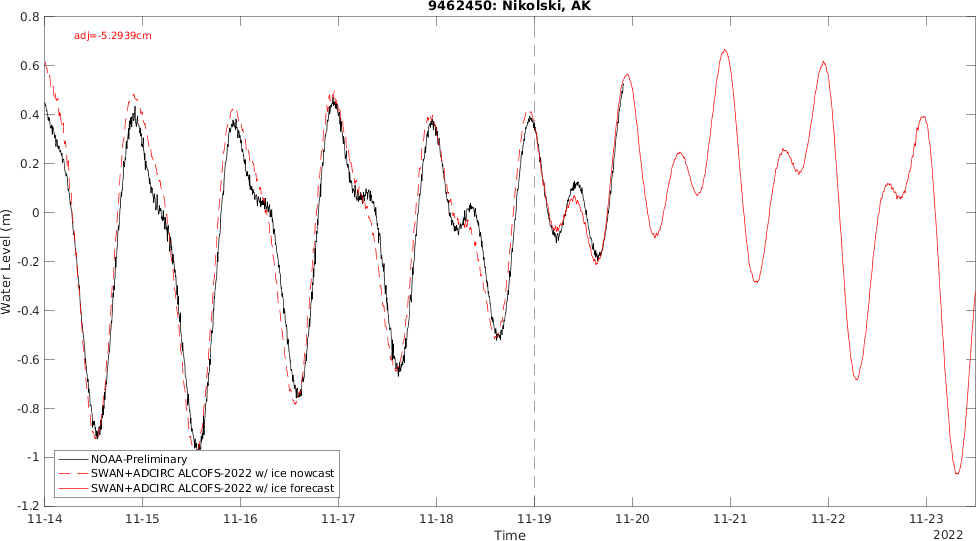 9462450: Nikolski, AK
adj=-5.2939cm
Water Level (m)
0.8
0.6
0.4
0.2
0
-0.2
-0.4
-0.6
-0.8
-1
-1.2
NOAA-Preliminary
SWAN+ADCIRC ALCOFS-2022 w/ ice nowcast
SWAN+ADCIRC ALCOFS-2022 w/ ice forecast
11-14 11-15 11-16 11-17 11-18 11-19 11-20 11-21 11-22 11-23
Time
2022